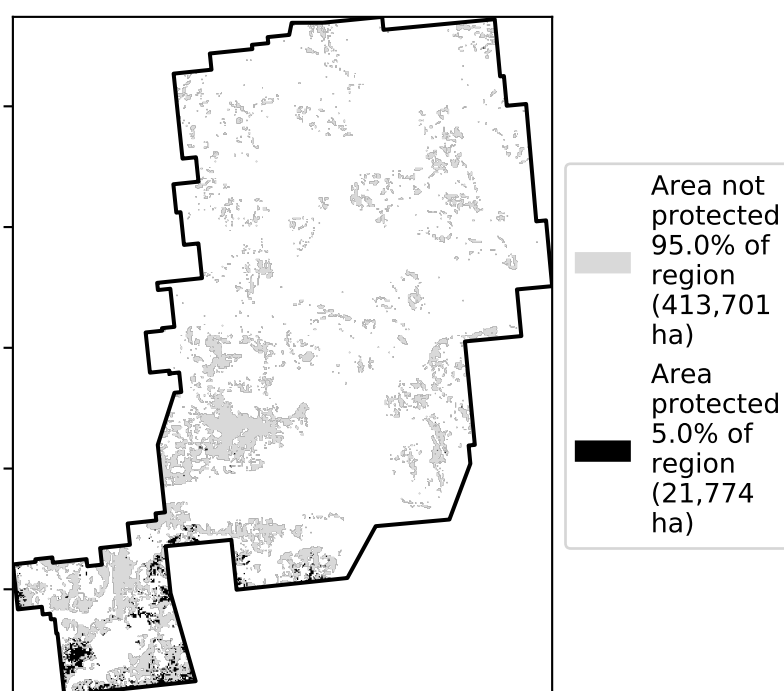 Area not
protected
95.0% of
region
(413,701
ha)
Area
protected
5.0% of
region
(21,774
ha)